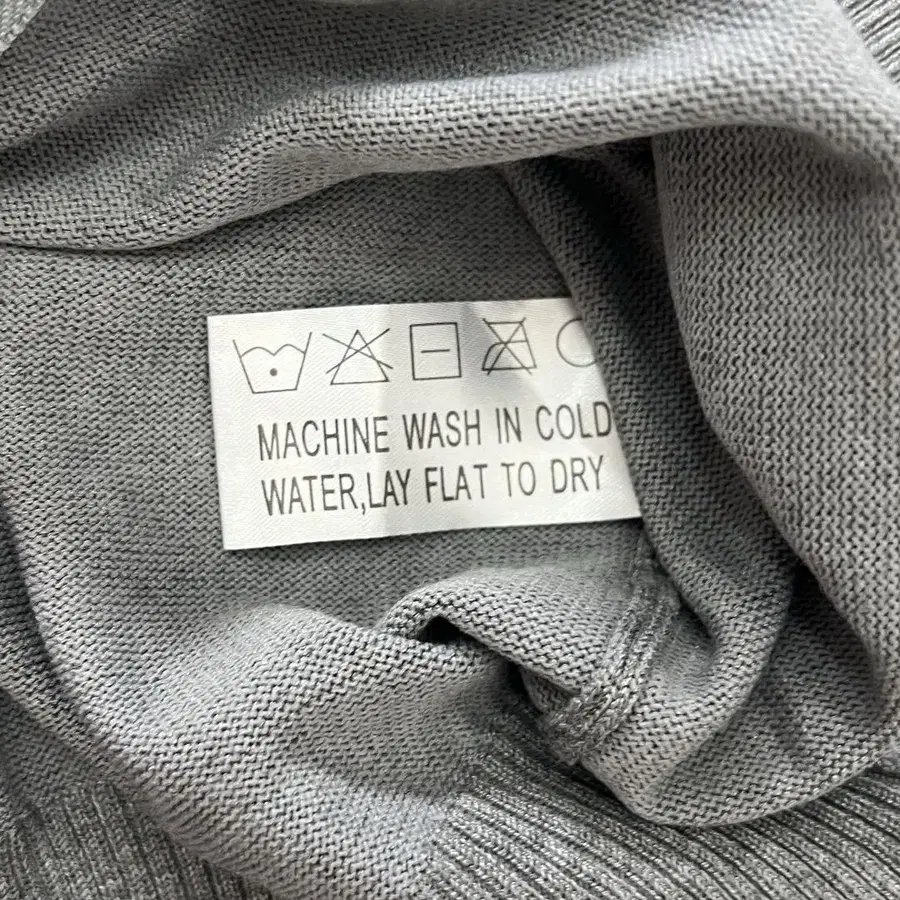 MACHINE WASH IN COLD
WATER,LAY FLAT TO DRY